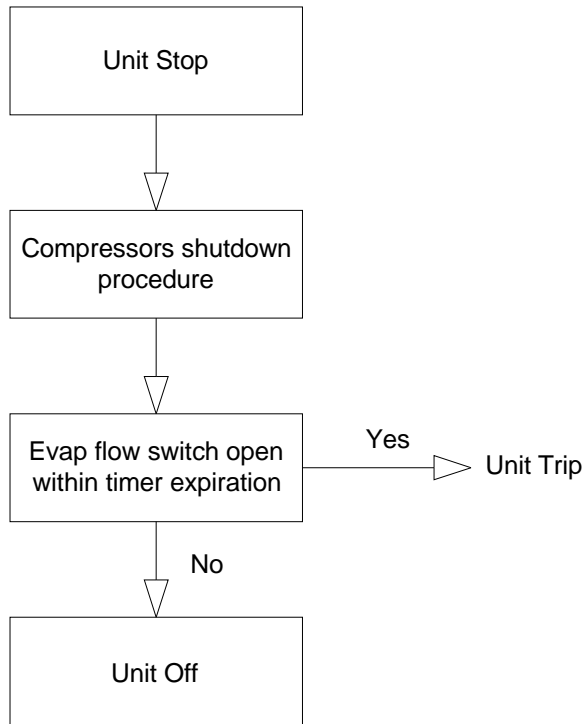 Unit Stop
Compressors shutdown
procedure
Evap flow switch open
within timer expiration
Yes
Unit Trip
No
Unit Off